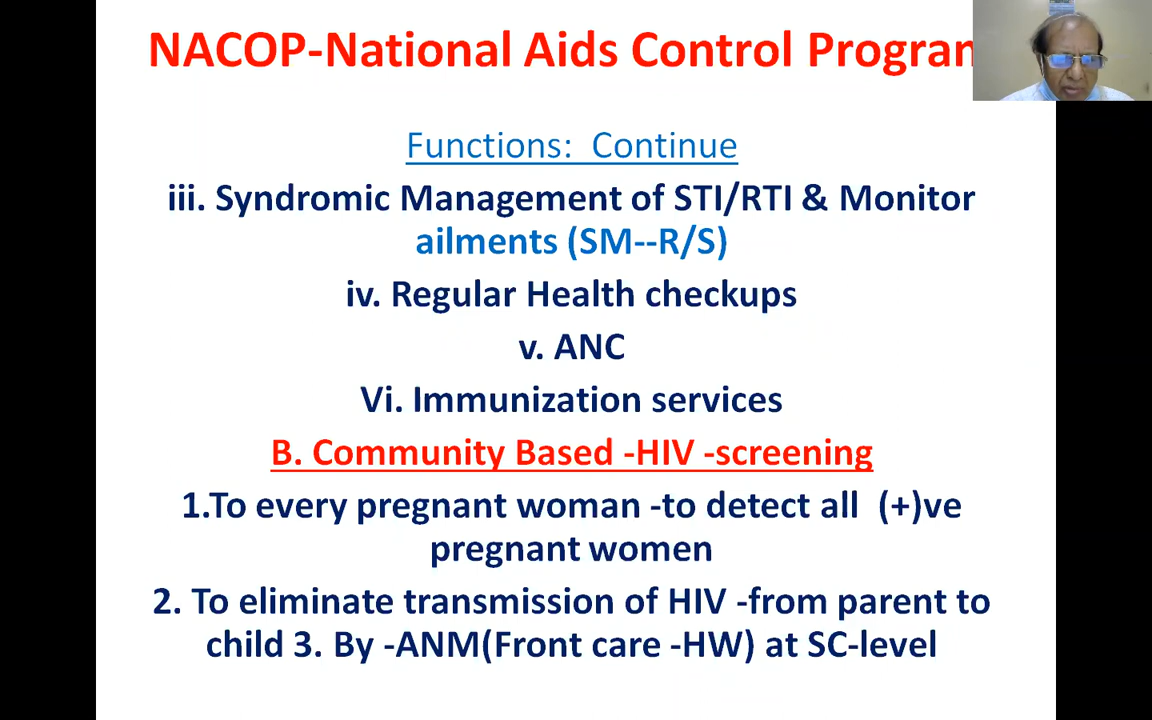 NACOP-National Aids Control Program
Functions: Continue
iii. Syndromic Management of STI/RTI & Monitor
ailments (SM--R/S)
iv. Regular Health checkups
v. ANC
Vi. Immunization services
B. Community Based -HIV -screening
1.To every pregnant woman -to detect all (+)ve
pregnant women
2. To eliminate transmission of HIV -from parent to
child 3. By -ANM(Front care -HW) at SC-level